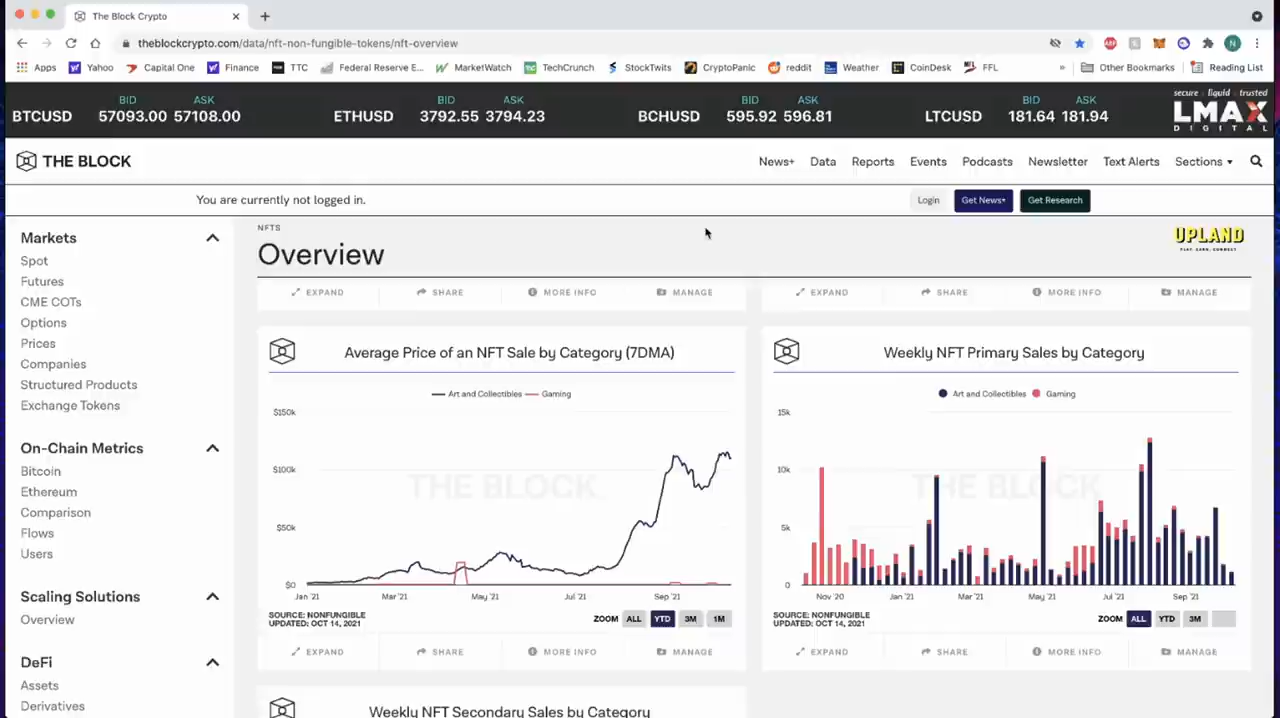 The Block Crypto
theblockcrypto.com/data/nft-non-fungible-tokens/nft-overview
Apps Yahoo Capital One Finance TTC Federal Reserve E... MarketWatch TechCrunch StockTwits CryptoPanic reddit Weather CoinDesk FFL » Other Bookmarks Reading List
BTCUSD BID 57093.00 ASK 57108.00 ETHUSD BID 3792.55 ASK 3794.23 BCHUSD BID 595.92 ASK 596.81 LTCUSD BID 181.64 ASK 181.94
secure liquid trusted
LMAX
DIGITAL
THE BLOCK
News+ Data Reports Events Podcasts Newsletter Text Alerts Sections
You are currently not logged in.
Login Get News+ Get Research
Markets
Spot
Futures
CME COTs
Options
Prices
Companies
Structured Products
Exchange Tokens
On-Chain Metrics
Bitcoin
Ethereum
Comparison
Flows
Users
Scaling Solutions
Overview
DeFi
Assets
Derivatives
NFTS
Overview
UPLAND
PLAY. EARN. CONNECT
EXPAND SHARE MORE INFO MANAGE
EXPAND SHARE MORE INFO MANAGE
Average Price of an NFT Sale by Category (7DMA)
Art and Collectibles Gaming
$150k
$100k
$50k
$0
THE BLOCK
Jan '21 Mar '21 May '21 Jul '21 Sep '21
SOURCE: NONFUNGIBLE
UPDATED: OCT 14, 2021
ZOOM ALL YTD 3M 1M
EXPAND SHARE MORE INFO MANAGE
Weekly NFT Primary Sales by Category
Art and Collectibles Gaming
15k
10k
5k
0
THE BLOCK
Nov '20 Jan '21 Mar '21 May '21 Jul '21 Sep '21
SOURCE: NONFUNGIBLE
UPDATED: OCT 14, 2021
ZOOM ALL YTD 3M
EXPAND SHARE MORE INFO MANAGE
Weekly NFT Secondary Sales by Category